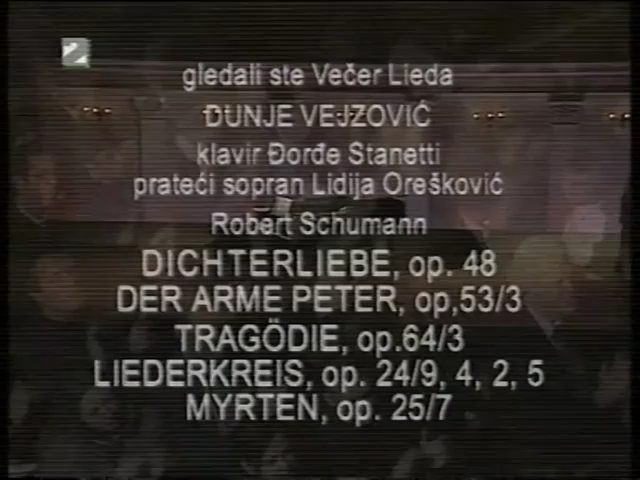 2
gledali ste Večer Lieda
DUNJE VEJZOVIĆ
klavir Đorđe Stanetti
prateći sopran Lidija Orešković
Robert Schumann
DICHTERLIEBE, op. 48
DER ARME PETER, op,53/3
TRAGÖDIE, op.64/3
LIEDERKREIS, op. 24/9, 4, 2, 5
MYRTEN, op. 25/7